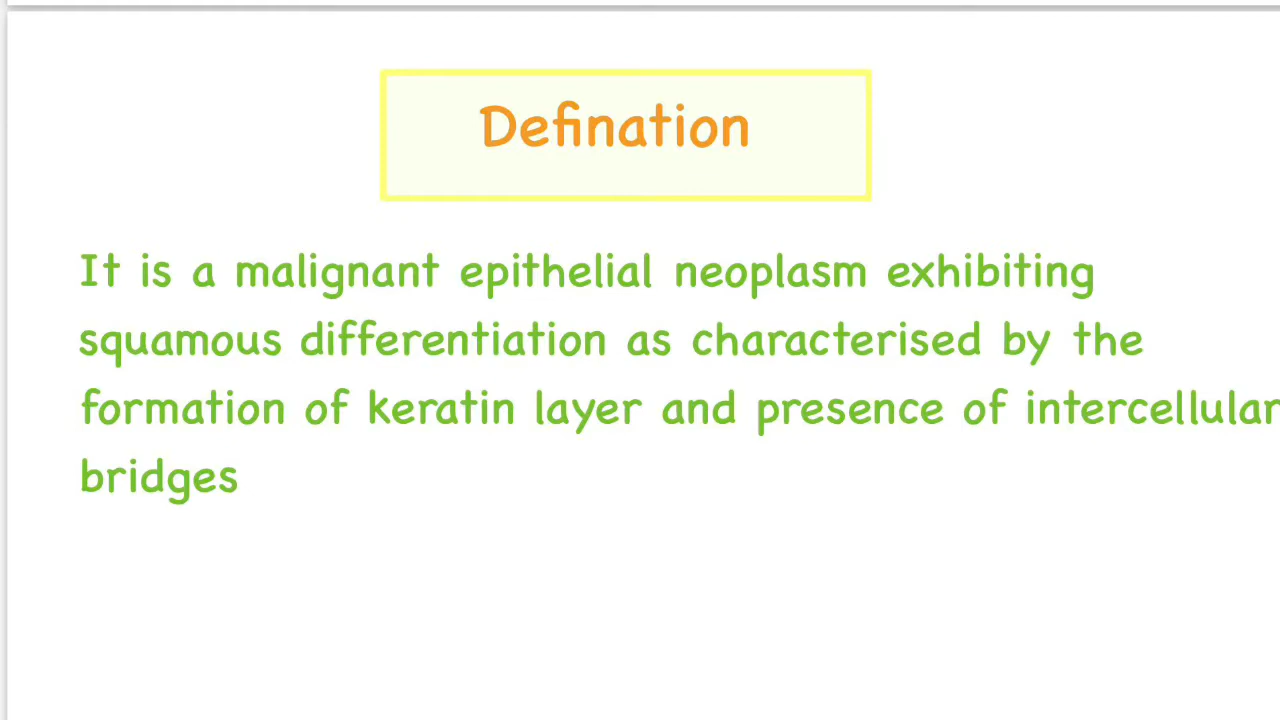 Defination
It is a malignant epithelial neoplasm exhibiting
squamous differentiation as characterised by the
formation of keratin layer and presence of intercellular
bridges